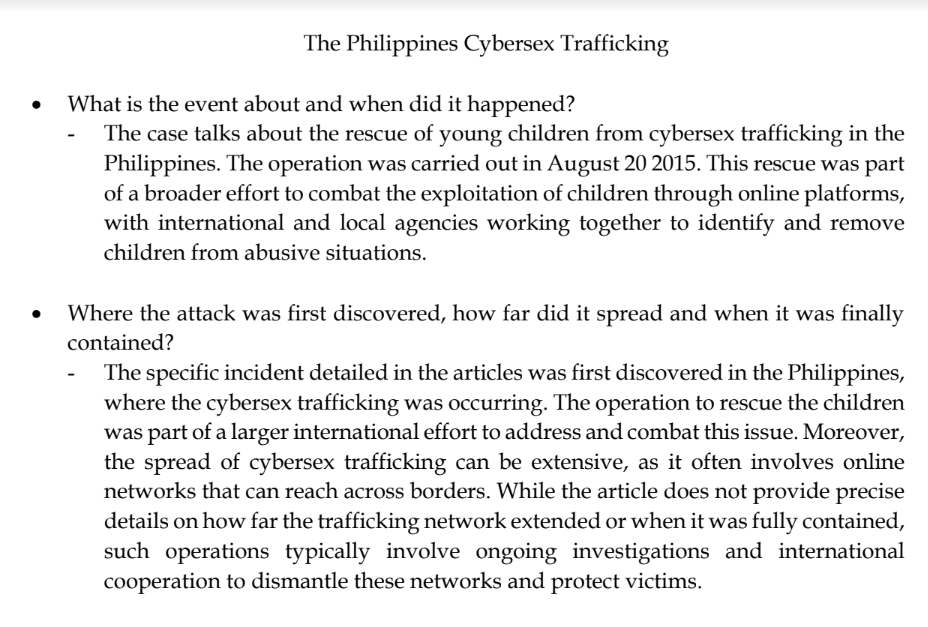 The Philippines Cybersex Trafficking
• What is the event about and when did it happened?
- The case talks about the rescue of young children from cybersex trafficking in the
Philippines. The operation was carried out in August 20 2015. This rescue was part
of a broader effort to combat the exploitation of children through online platforms,
with international and local agencies working together to identify and remove
children from abusive situations.
• Where the attack was first discovered, how far did it spread and when it was finally
contained?
- The specific incident detailed in the articles was first discovered in the Philippines,
where the cybersex trafficking was occurring. The operation to rescue the children
was part of a larger international effort to address and combat this issue. Moreover,
the spread of cybersex trafficking can be extensive, as it often involves online
networks that can reach across borders. While the article does not provide precise
details on how far the trafficking network extended or when it was fully contained,
such operations typically involve ongoing investigations and international
cooperation to dismantle these networks and protect victims.